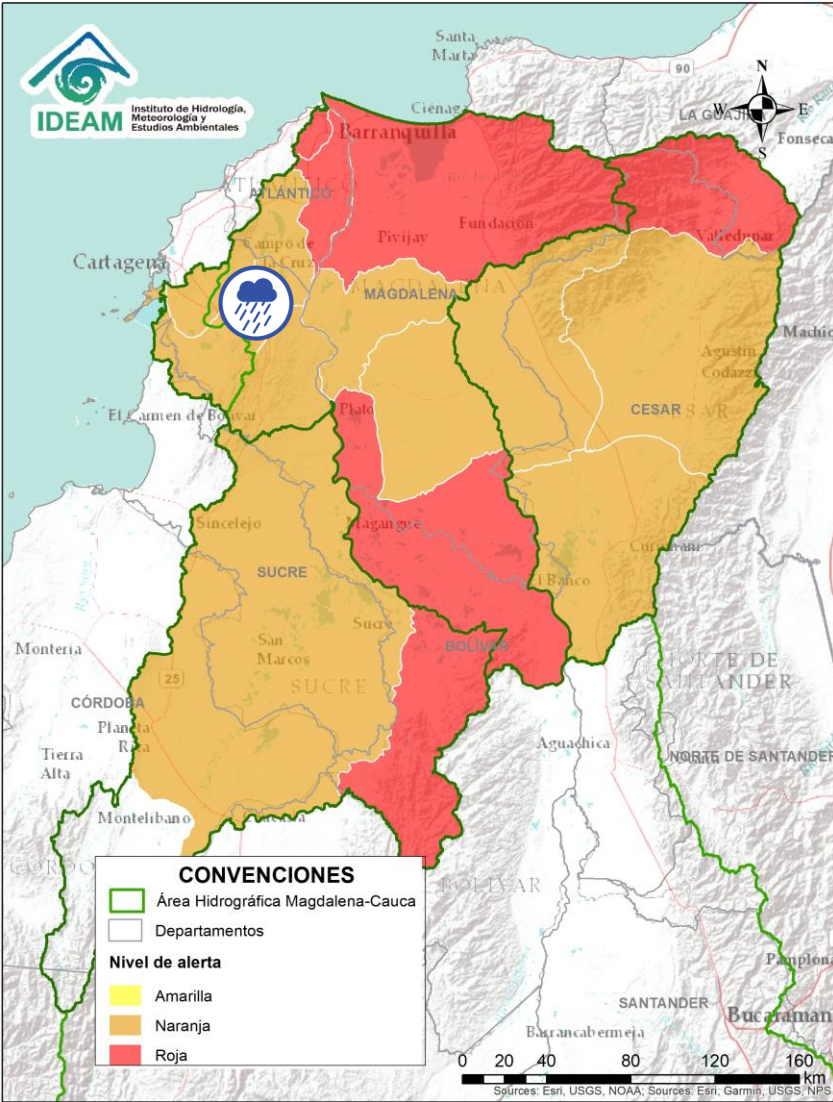 IDEAM
Instituto de Hidrología,
Meteorología y
Estudios Ambientales
Santa
Marta
90
N
W
E
S
LA GUAJIRA
Ciénaga
Fonseca
Barranquilla
ATLÁNTICO
Campo de
la Cruz
Pivijay
Fundación
Valledupar
Cartagena
MAGDALENA
Agustín
Codazzi
El Carmen de Bolívar
Plato
CESAR
CESAR
Sincelejo
Magangué
SUCRE
El Banco
Sucre
BOLÍVAR
Montería
San
Marcos
SUCRE
NORTE DE
SANTANDER
25
CÓRDOBA
Planeta
Rica
Tierra
Alta
Aguachica
NORTE DE SANTANDER
Montelíbano
BOLÍVAR
CONVENCIONES
Área Hidrográfica Magdalena-Cauca
Departamentos
Nivel de alerta
Amarilla
Naranja
Roja
Pamplona
SANTANDER
Bucaraman
Barrancabermeja
0 20 40 80 120 160
km
Sources: Esri, USGS, NOAA; Sources: Esri, Garmin, USGS, NPS